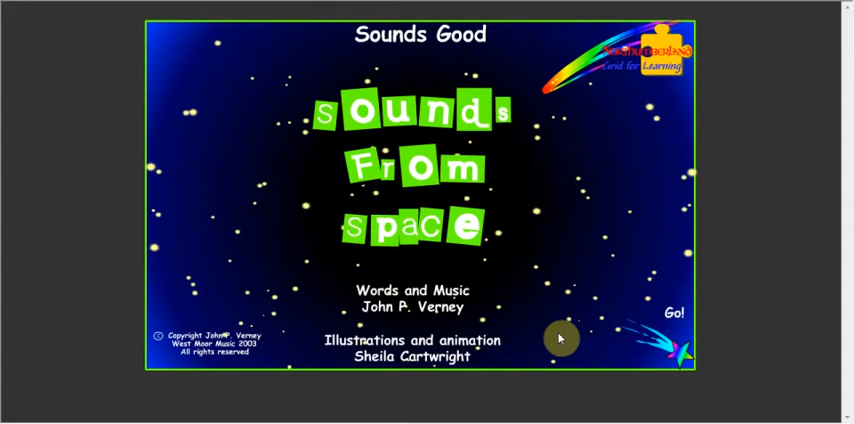 Sounds Good
NORTHUMBERLAND
Grid for Learning
sounds
From
space
Words and Music
John P. Verney
Go!
Illustrations and animation
Sheila Cartwright
© Copyright John P. Verney
West Moor Music 2003
All rights reserved